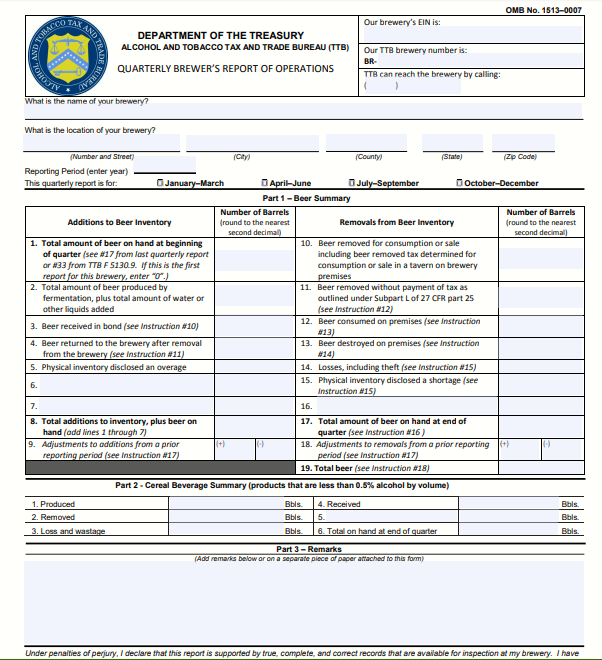 OMB No. 1513–0007
DEPARTMENT OF THE TREASURY
ALCOHOL AND TOBACCO TAX AND TRADE BUREAU (TTB)
QUARTERLY BREWER'S REPORT OF OPERATIONS
ALCOHOL AND TOBACCO TAX AND TRADE BUREAU
Our brewery's EIN is:
Our TTB brewery number is:
BR-
TTB can reach the brewery by calling:
( )
What is the name of your brewery?
What is the location of your brewery?
(Number and Street) (City) (County) (State) (Zip Code)
Reporting Period (enter year)
This quarterly report is for: January–March April–June July–September October–December
Part 1 – Beer Summary
Additions to Beer Inventory
Number of Barrels
(round to the nearest
second decimal)
Removals from Beer Inventory
Number of Barrels
(round to the nearest
second decimal)
1. Total amount of beer on hand at beginning
of quarter (see #17 from last quarterly report
or #33 from TTB F 5130.9. If this is the first
report for this brewery, enter "0".)
10. Beer removed for consumption or sale
including beer removed tax determined for
consumption or sale in a tavern on brewery
premises
2. Total amount of beer produced by
fermentation, plus total amount of water or
other liquids added
11. Beer removed without payment of tax as
outlined under Subpart L of 27 CFR part 25
(see Instruction #12)
3. Beer received in bond (see Instruction #10)
12. Beer consumed on premises (see Instruction
#13)
4. Beer returned to the brewery after removal
from the brewery (see Instruction #11)
13. Beer destroyed on premises (see Instruction
#14)
5. Physical inventory disclosed an overage
14. Losses, including theft (see Instruction #15)
6.
15. Physical inventory disclosed a shortage (see
Instruction #15)
7.
16.
8. Total additions to inventory, plus beer on
hand (add lines 1 through 7)
17. Total amount of beer on hand at end of
quarter (see Instruction #16 )
9. Adjustments to additions from a prior
reporting period (see Instruction #17)
(+) (-)
18. Adjustments to removals from a prior reporting
period (see Instruction #17)
(+) (-)
19. Total beer (see Instruction #18)
Part 2 - Cereal Beverage Summary (products that are less than 0.5% alcohol by volume)
1. Produced Bbls. 4. Received Bbls.
2. Removed Bbls. 5. Bbls.
3. Loss and wastage Bbls. 6. Total on hand at end of quarter Bbls.
Part 3 – Remarks
(Add remarks below or on a separate piece of paper attached to this form)
Under penalties of perjury, I declare that this report is supported by true, complete, and correct records that are available for inspection at my brewery. I have